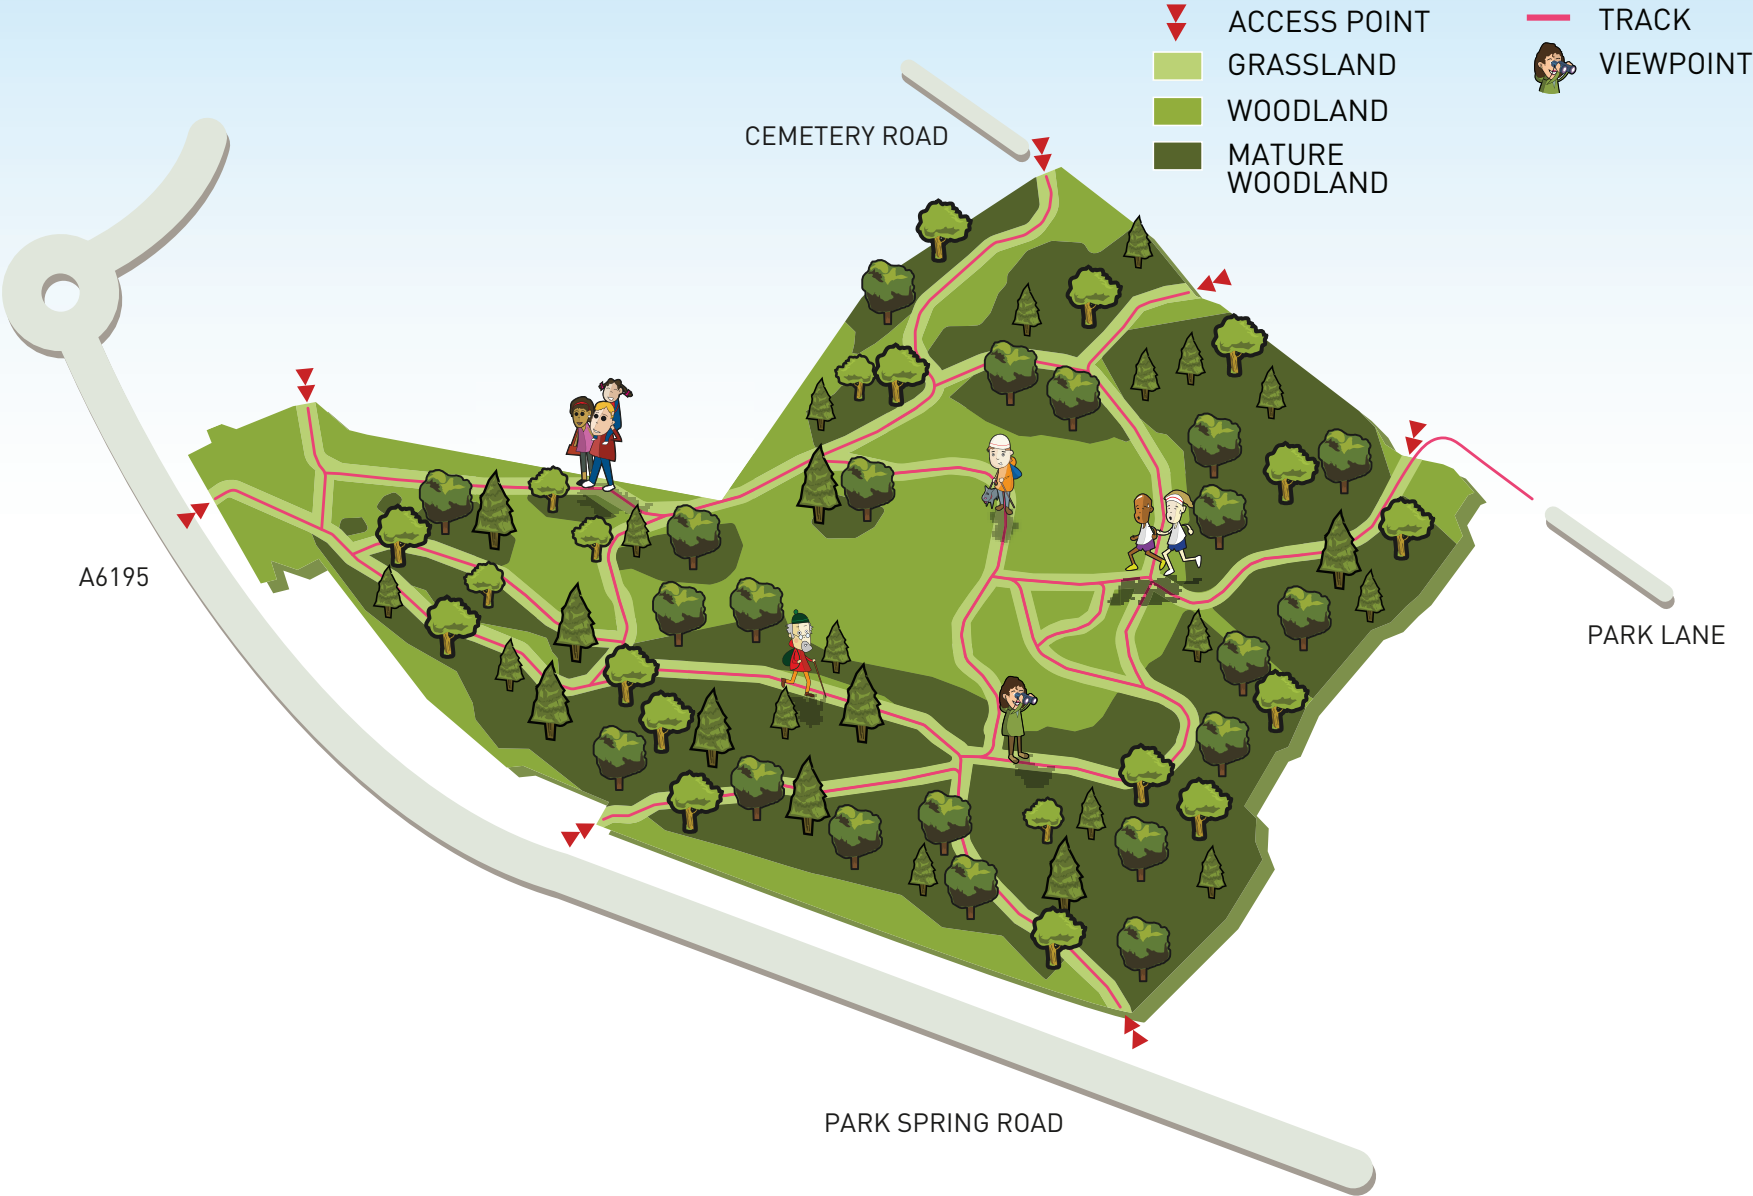 ACCESS POINT
TRACK
GRASSLAND
VIEWPOINT
WOODLAND
MATURE
WOODLAND
CEMETERY ROAD
A6195
PARK LANE
PARK SPRING ROAD